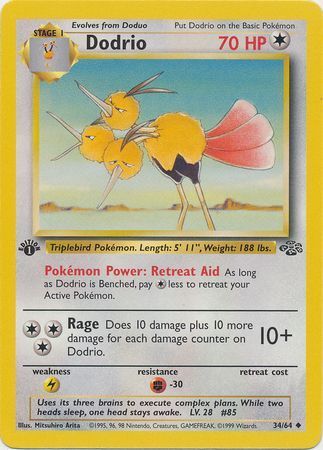 Evolves from Doduo
Put Dodrio on the Basic Pokémon
STAGE 1
Dodrio
70 HP
EDITION
1
Triplebird Pokémon. Length: 5' 11", Weight: 188 lbs.
Pokémon Power: Retreat Aid As long
as Dodrio is Benched, pay less to retreat your
Active Pokémon.
Rage Does 10 damage plus 10 more
damage for each damage counter on
Dodrio.
10+
weakness
resistance
retreat cost
-30
Uses its three brains to execute complex plans. While two
heads sleep, one head stays awake. LV. 28 #85
Illus. Mitsuhiro Arita
©1995, 96, 98 Nintendo, Creatures, GAMEFREAK. ©1999 Wizards.
34/64